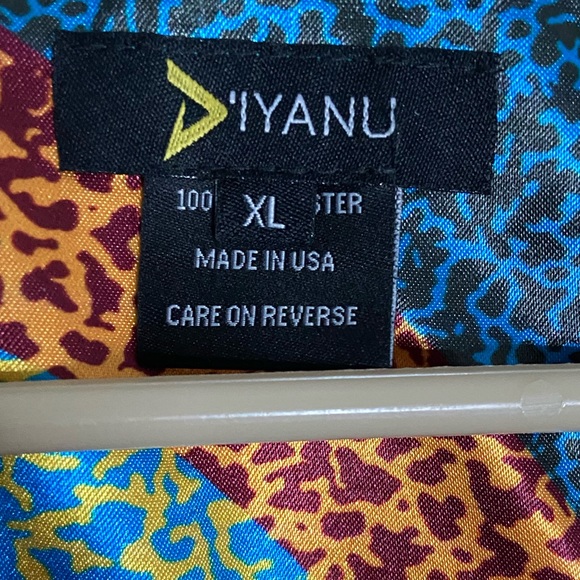 D'IYANU
XL
100 STER
MADE IN USA
CARE ON REVERSE